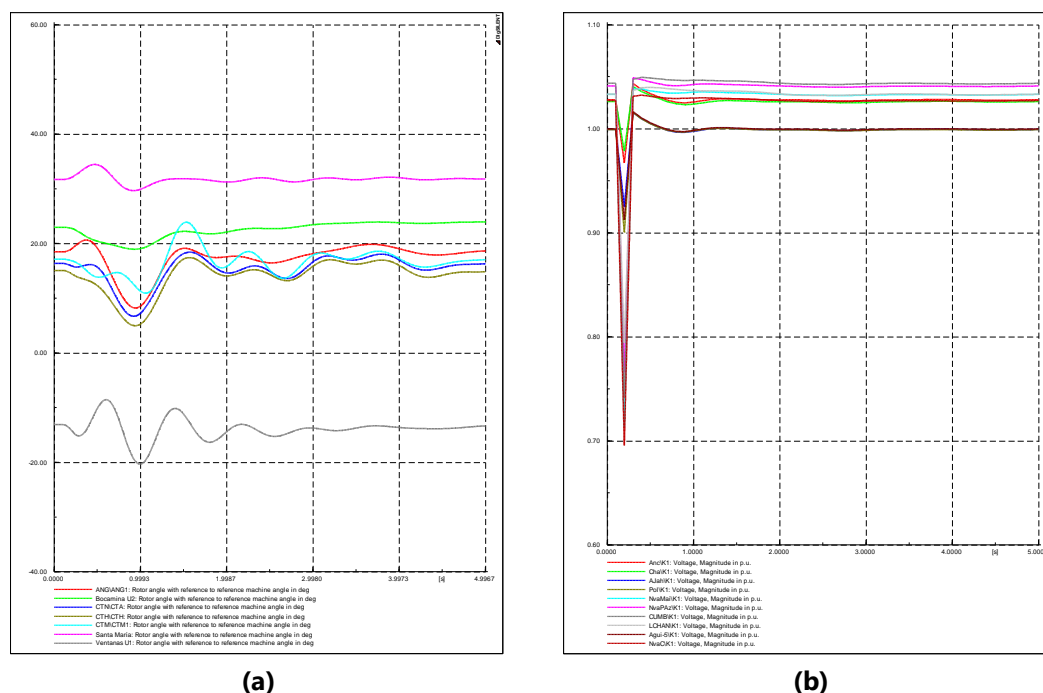 60.00
40.00
20.00
0.00
-20.00
-40.00
0.0000 0.9993 1.9987 2.9980 3.9973 [s] 4.9967
DIgSILENT
ANG\ANG1: Rotor angle with reference to reference machine angle in deg
Bocamina U2: Rotor angle with reference to reference machine angle in deg
CTN\CTA: Rotor angle with reference to reference machine angle in deg
CTH\CTH: Rotor angle with reference to reference machine angle in deg
CTM\CTM1: Rotor angle with reference to reference machine angle in deg
Santa Maria: Rotor angle with reference to reference machine angle in deg
Ventanas U1: Rotor angle with reference to reference machine angle in deg
(a)
1.10
1.00
0.90
0.80
0.70
0.60
0.0000 1.0000 2.0000 3.0000 4.0000 [s] 5.0000
Anc\K1: Voltage, Magnitude in p.u.
Cha\K1: Voltage, Magnitude in p.u.
AJah\K1: Voltage, Magnitude in p.u.
Pol\K1: Voltage, Magnitude in p.u.
NvaMai\K1: Voltage, Magnitude in p.u.
NvaPAz\K1: Voltage, Magnitude in p.u.
CUMB\K1: Voltage, Magnitude in p.u.
LCHAN\K1: Voltage, Magnitude in p.u.
Agui-5\K1: Voltage, Magnitude in p.u.
NvaC\K1: Voltage, Magnitude in p.u.
(b)